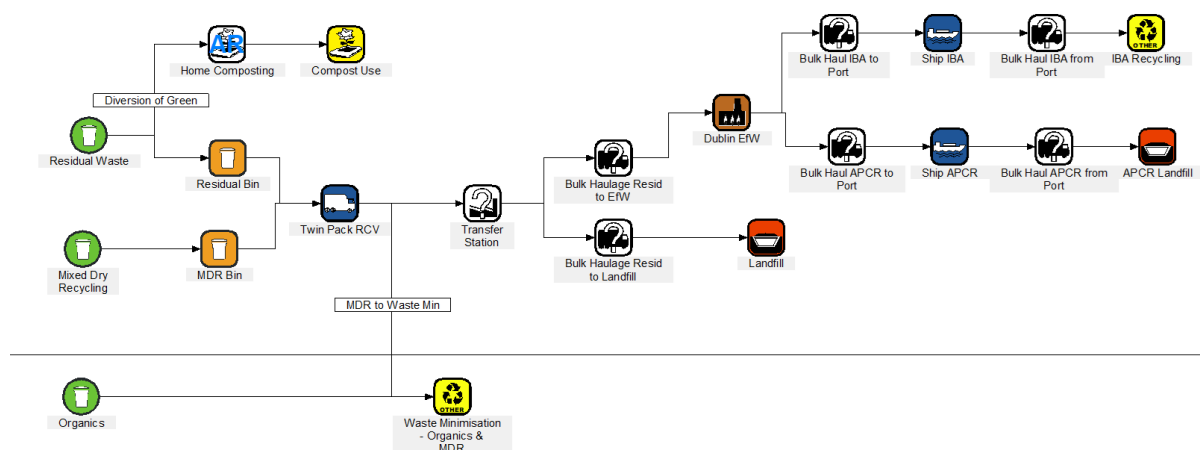 AR
Home Composting
Compost Use
Bulk Haul IBA to
Port
Ship IBA
Bulk Haul IBA from
Port
OTHER
IBA Recycling
Diversion of Green
Residual Waste
Residual Bin
Dublin EfW
Bulk Haul APCR to
Port
Ship APCR
Bulk Haul APCR from
Port
APCR Landfill
Bulk Haulage Resid
to EfW
Twin Pack RCV
Transfer
Station
Mixed Dry
Recycling
MDR Bin
Bulk Haulage Resid
to Landfill
Landfill
MDR to Waste Min
Organics
OTHER
Waste Minimisation
- Organics &
MDR